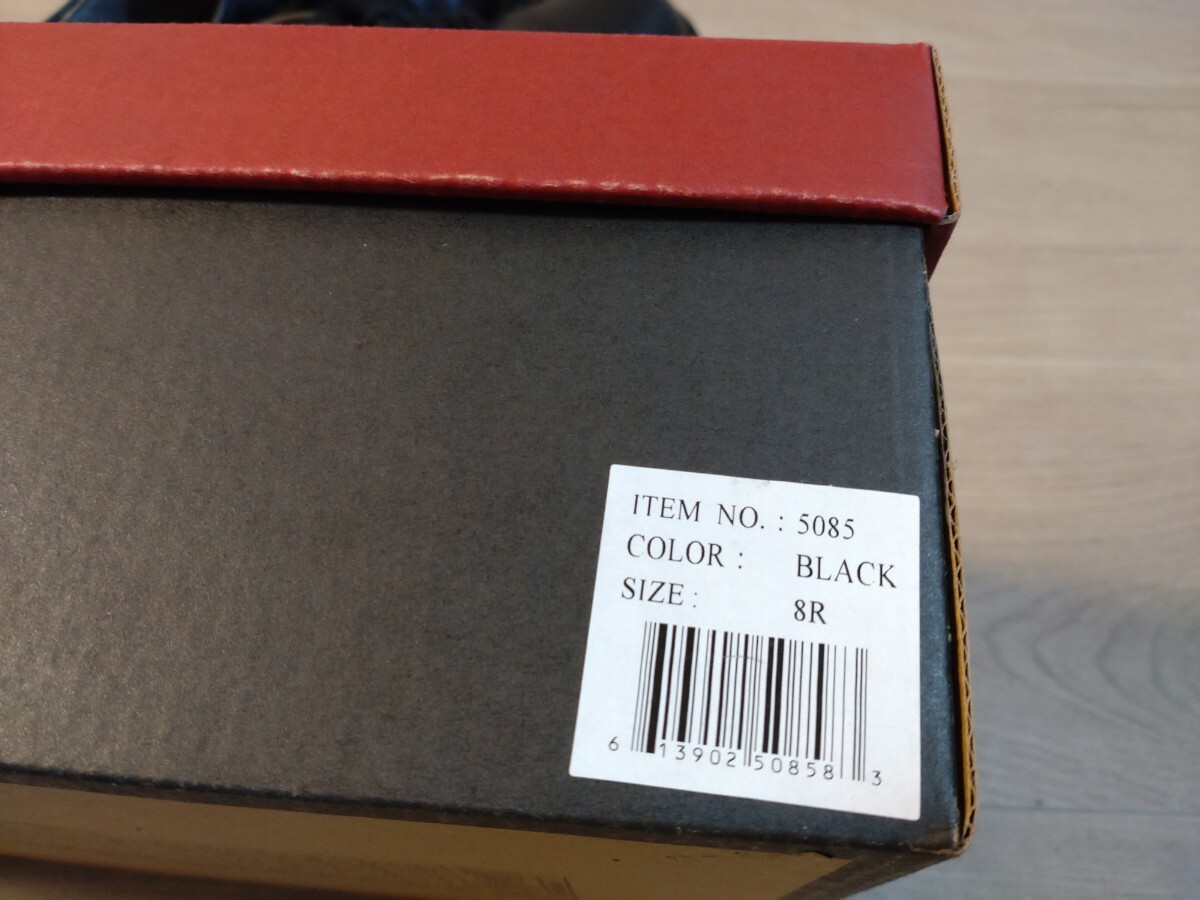 ITEM NO. : 5085
COLOR : BLACK
SIZE : 8R
6 13902 50858 3